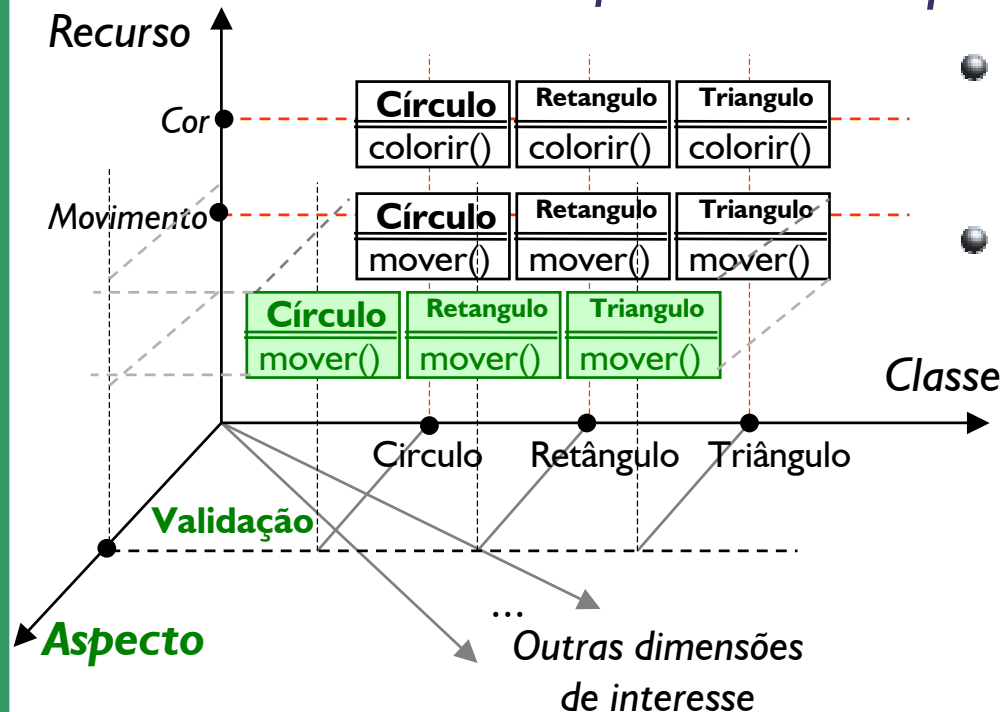 Recurso
Cor
Círculo
colorir()
Retangulo
colorir()
Triangulo
colorir()
Movimento
Círculo
mover()
Retangulo
mover()
Triangulo
mover()
Círculo
mover()
Retangulo
mover()
Triangulo
mover()
Classe
Círculo
Retângulo
Triângulo
Validação
Aspecto
...
Outras dimensões
de interesse